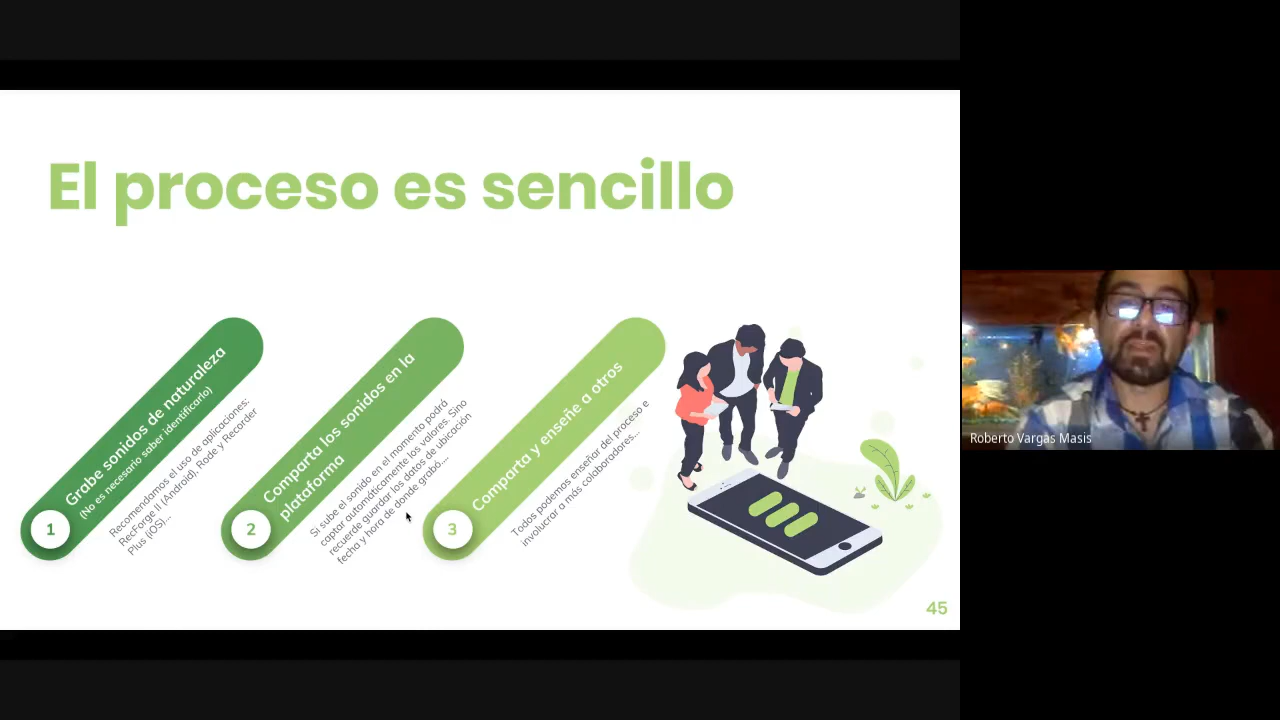 El proceso es sencillo
1
Grabe sonidos de naturaleza
(No es necesario saber identificarlo)
Recomendamos el uso de aplicaciones:
RecForge II (Android), Rode y Recorder
Plus (iOS)...
2
Comparta los sonidos en la
plataforma
Si sube el sonido en el momento podrá
captar automáticamente los valores. Sino
recuerde guardar los datos de ubicación
fecha y hora de donde grabó...
3
Comparta y enseñe a otros
Todos podemos enseñar del proceso e
involucrar a más colaboradores...
45
Roberto Vargas Masis